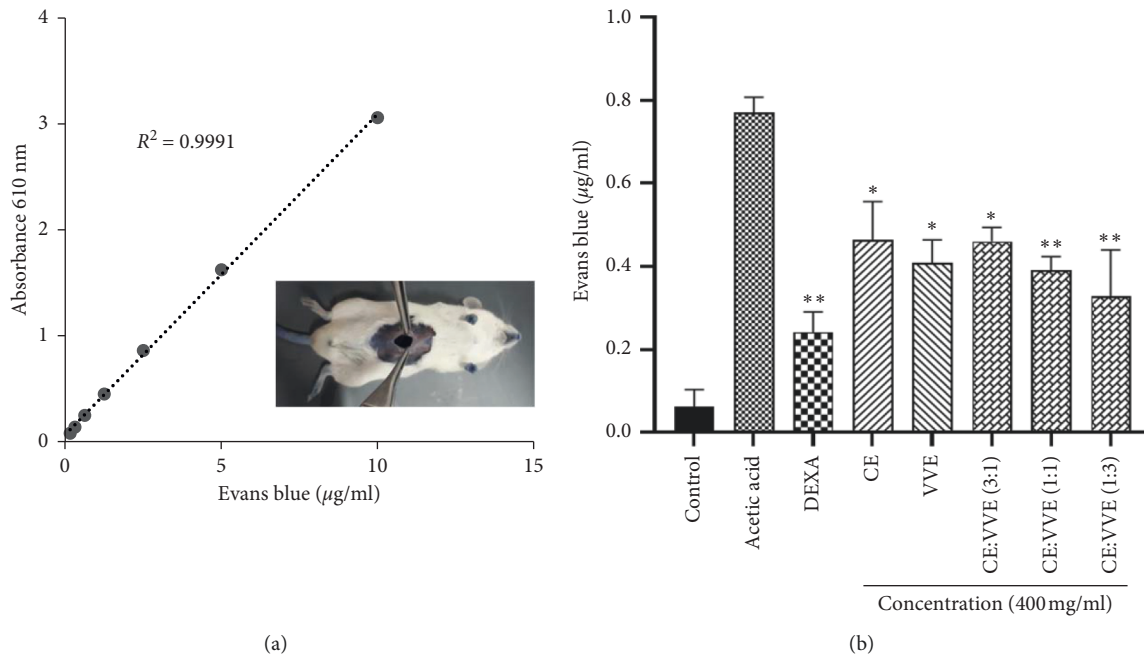 4
3
2
1
0
0
5
10
15
Absorbance 610 nm
Evans blue (μg/ml)
R² = 0.9991
(a)
1.0
0.8
0.6
0.4
0.2
0.0
Evans blue (μg/ml)
*
*
*
**
**
**
Control
Acetic acid
DEXA
CE
VVE
CE:VVE (3:1)
CE:VVE (1:1)
CE:VVE (1:3)
Concentration (400 mg/ml)
(b)